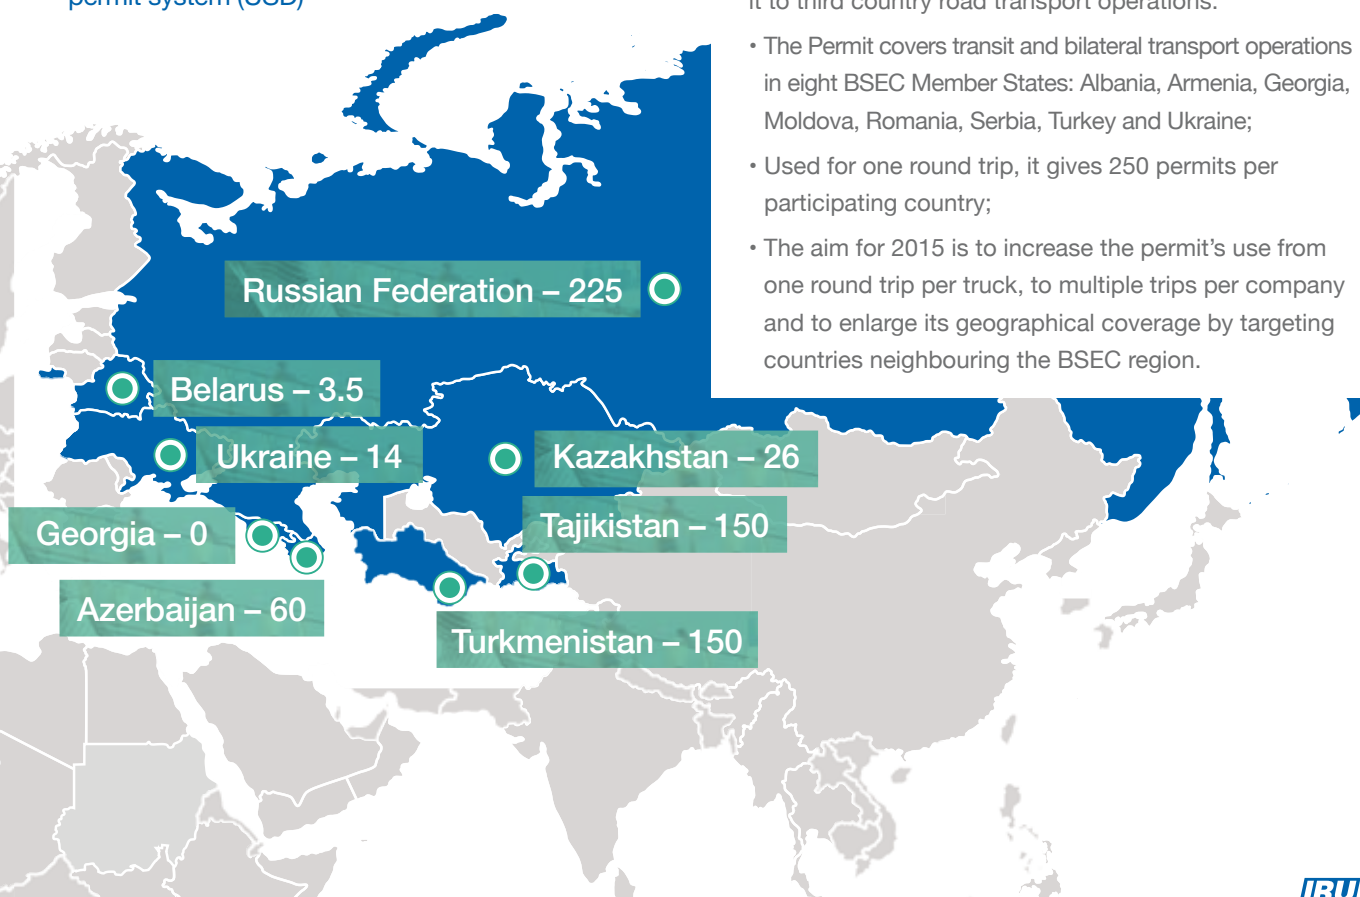 permit system (USD)
it to third country road transport operations.
• The Permit covers transit and bilateral transport operations
in eight BSEC Member States: Albania, Armenia, Georgia,
Moldova, Romania, Serbia, Turkey and Ukraine;
• Used for one round trip, it gives 250 permits per
participating country;
• The aim for 2015 is to increase the permit’s use from
one round trip per truck, to multiple trips per company
and to enlarge its geographical coverage by targeting
countries neighbouring the BSEC region.
Russian Federation – 225
Belarus – 3.5
Ukraine – 14
Kazakhstan – 26
Georgia – 0
Tajikistan – 150
Azerbaijan – 60
Turkmenistan – 150
IRU